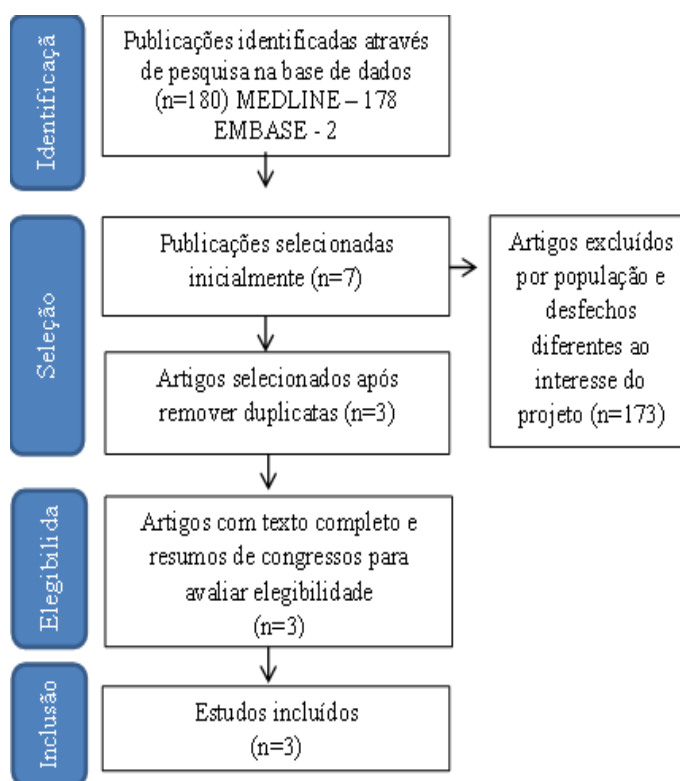 Identificaçã
Publicações identificadas através
de pesquisa na base de dados
(n=180) MEDLINE – 178
EMBASE - 2
Seleção
Publicações selecionadas
inicialmente (n=7)
Artigos excluídos
por população e
desfechos
diferentes ao
interesse do
projeto (n=173)
Artigos selecionados após
remover duplicatas (n=3)
Elegibilida
Artigos com texto completo e
resumos de congressos para
avaliar elegibilidade
(n=3)
Inclusão
Estudos incluídos
(n=3)